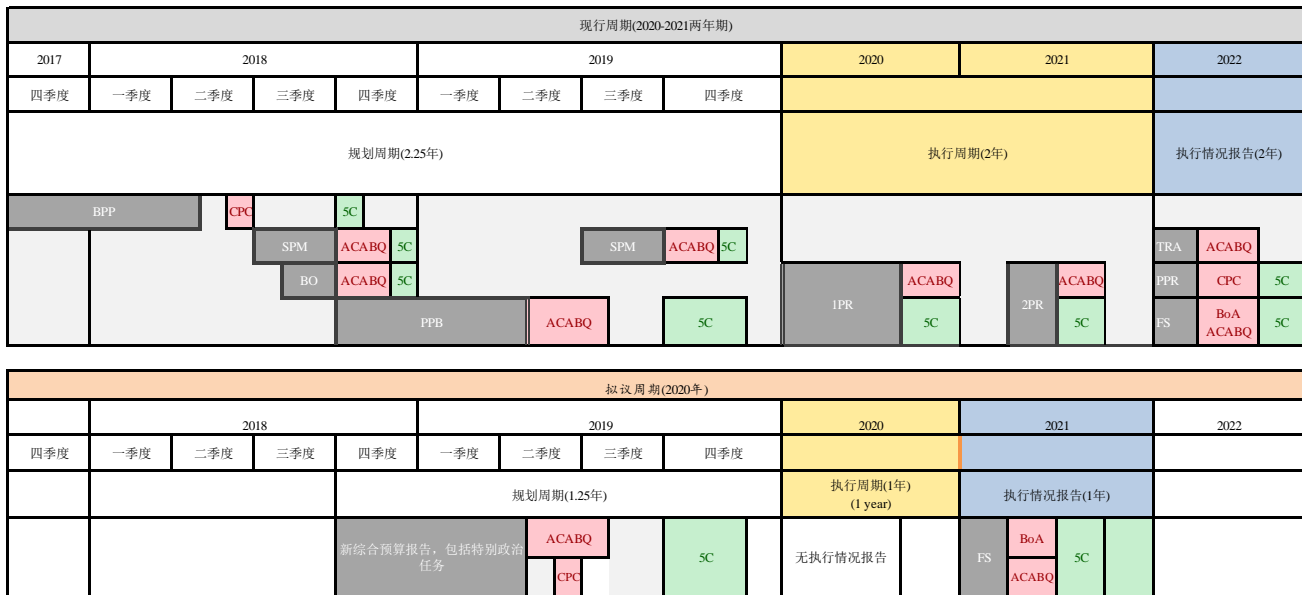 现行周期(2020-2021两年期)
2017 2018 2019 2020 2021 2022
四季度 一季度 二季度 三季度 四季度 一季度 二季度 三季度 四季度
规划周期(2.25年) 执行周期(2年) 执行情况报告(2年)
BPP CPC 5C
SPM ACABQ 5C SPM ACABQ 5C TRA ACABQ
BO ACABQ 5C 1PR ACABQ 2PR ACABQ PPR CPC 5C
PPB ACABQ 5C 5C 5C FS BoA 5C
ACABQ
拟议周期(2020年)
2018 2019 2020 2021 2022
四季度 一季度 二季度 三季度 四季度 一季度 二季度 三季度 四季度
规划周期(1.25年) 执行周期(1年) 执行情况报告(1年)
(1 year)
新综合预算报告，包括特别政治 ACABQ 5C 无执行情况报告 FS BoA 5C
任务 CPC ACABQ